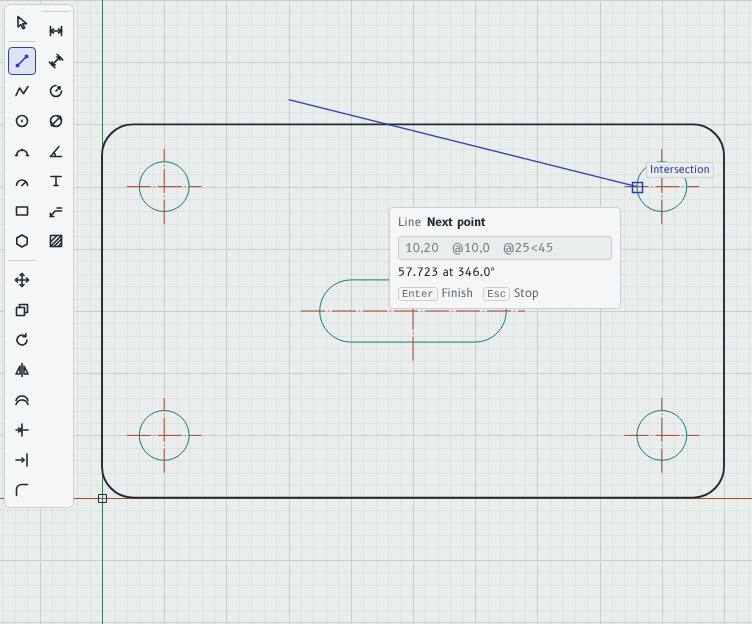 Intersection
Line Next point
10,20 @10,0 @25<45
57.723 at 346.0°
Enter Finish Esc Stop